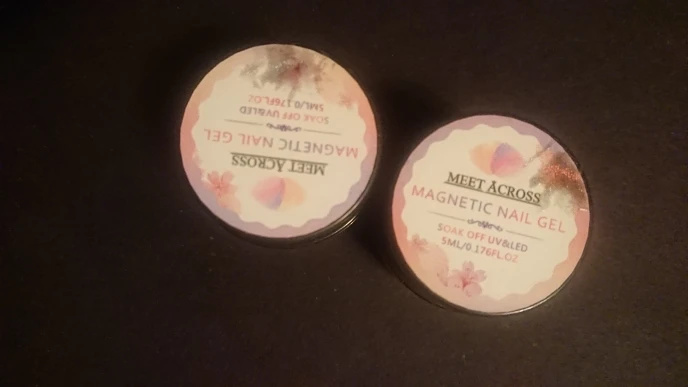 MEET ACROSS
MAGNETIC NAIL GEL
SOAK OFF UV&LED
5ML/0.176FL.OZ
MEET ACROSS
MAGNETIC NAIL GEL
SOAK OFF UV&LED
5ML/0.176FL.OZ